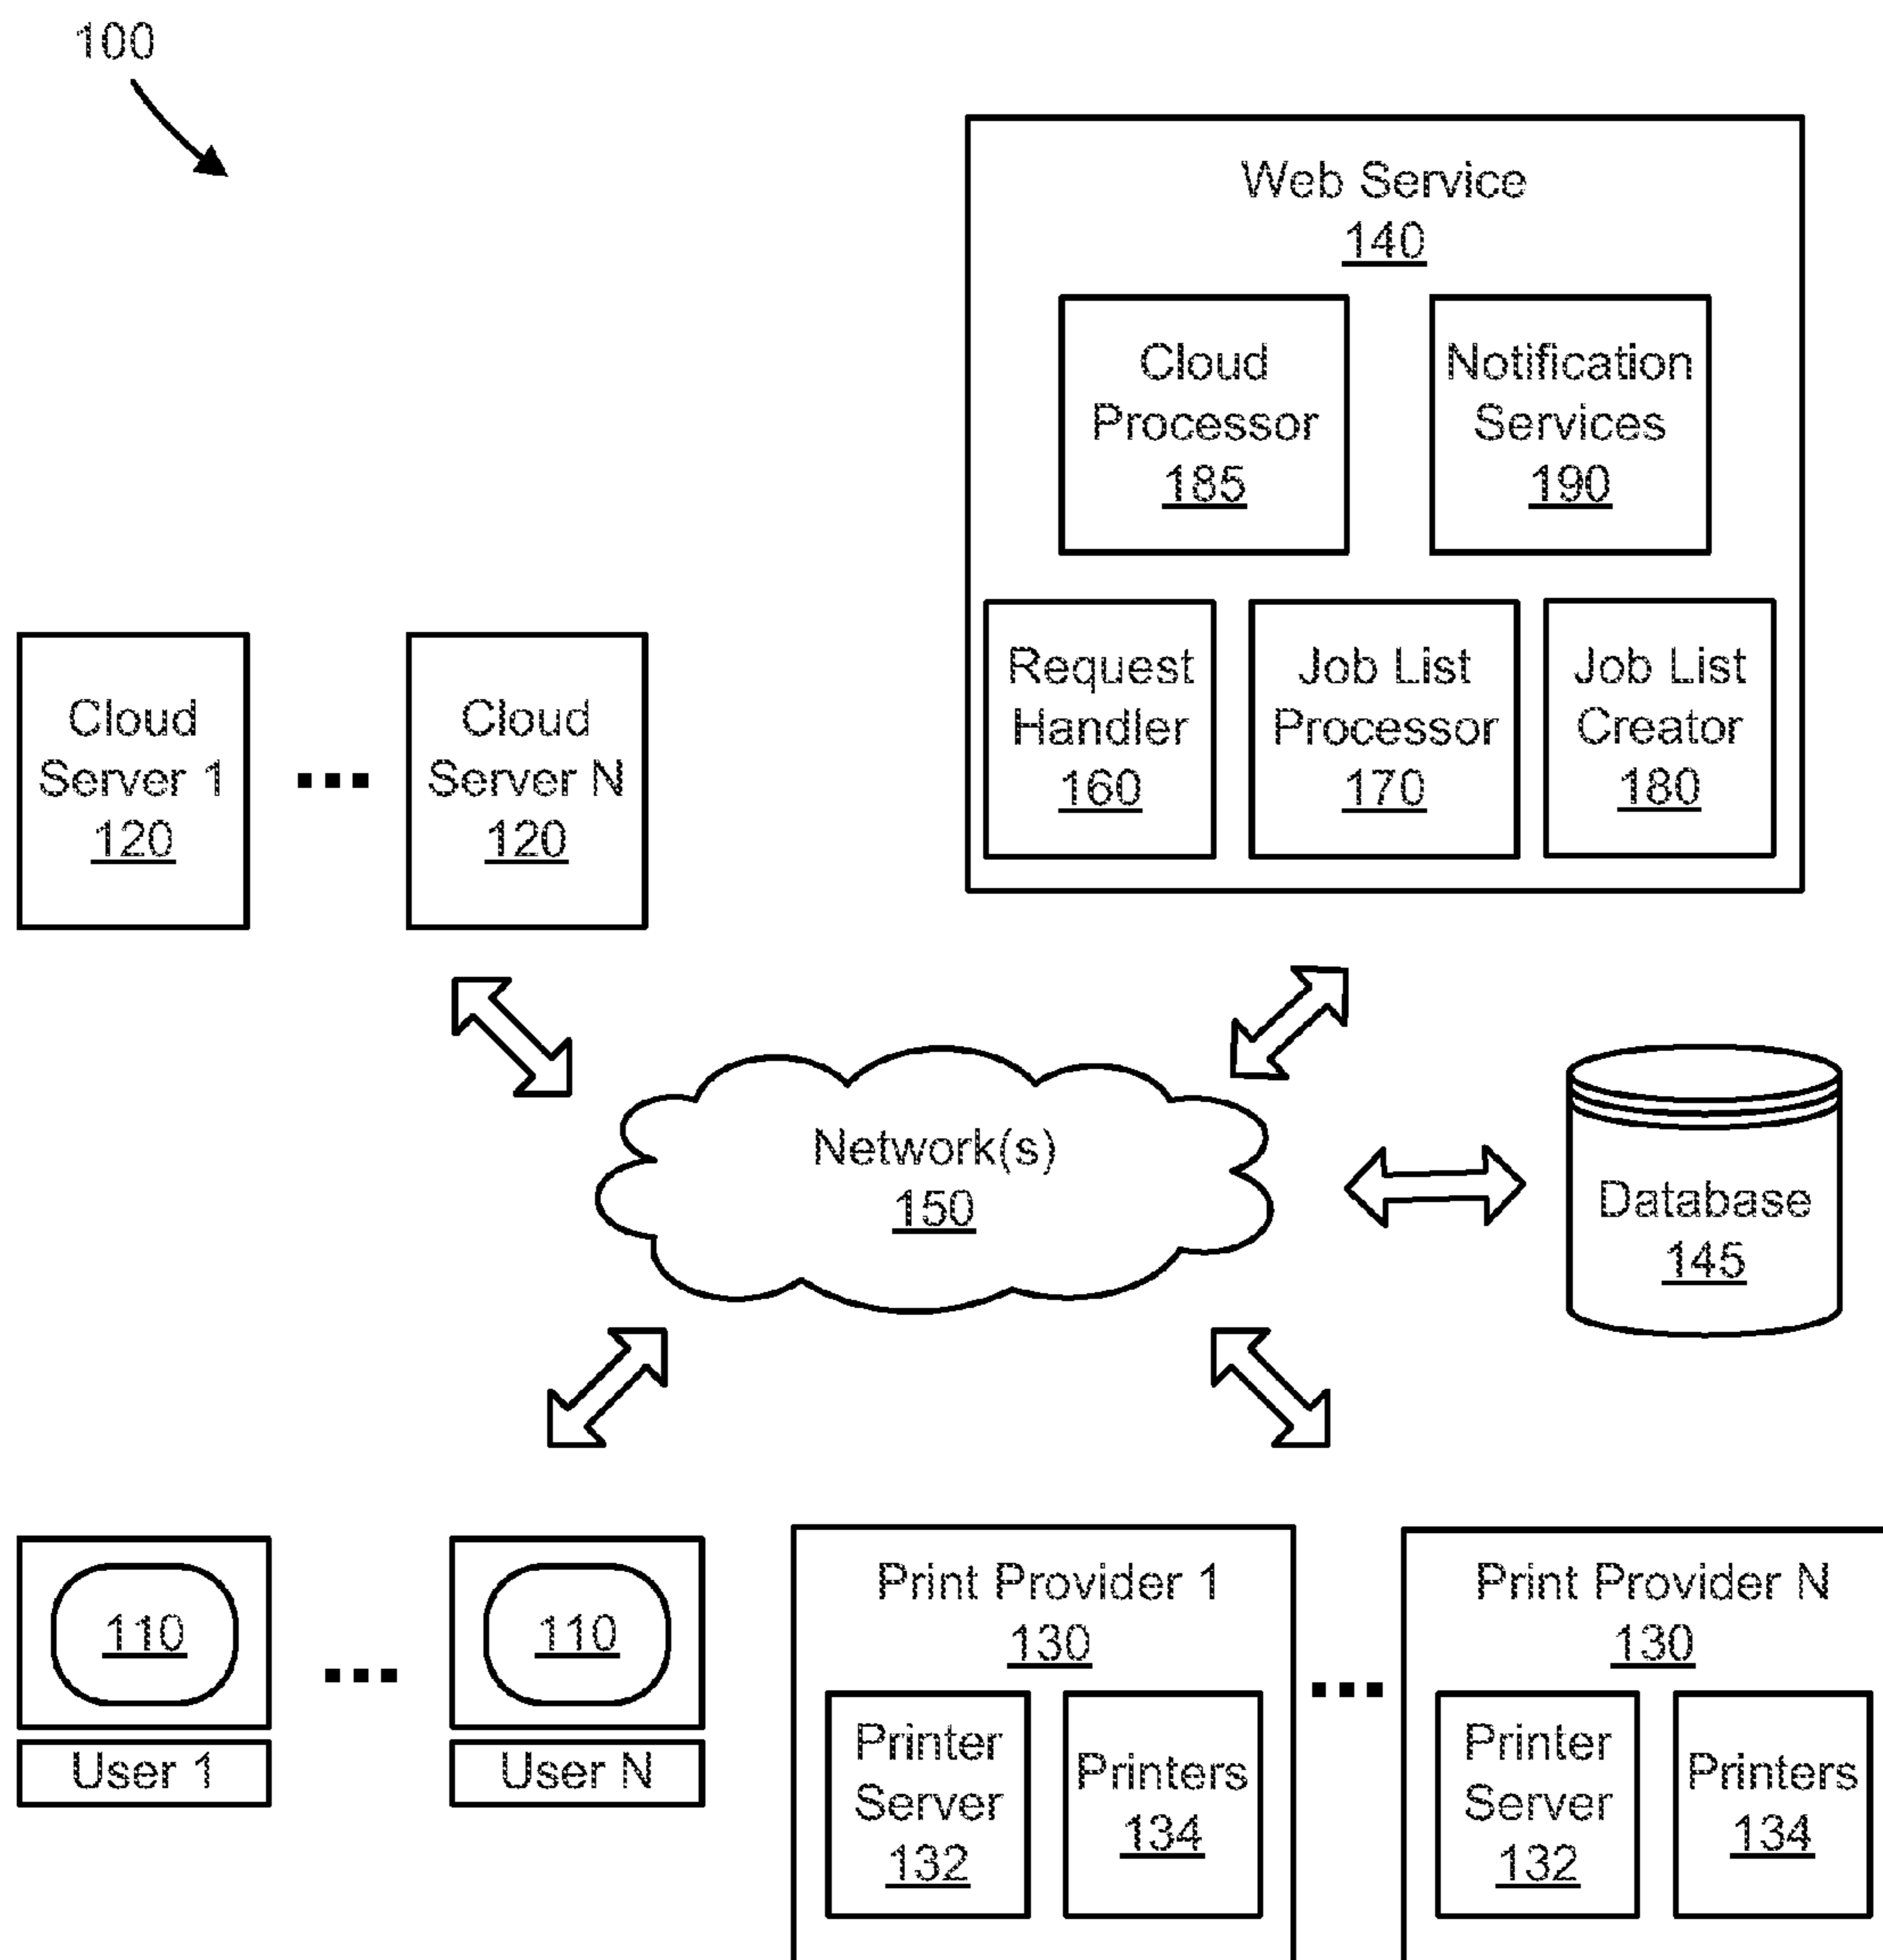 100
Web Service
140
Cloud
Processor
185
Notification
Services
190
Request
Handler
160
Job List
Processor
170
Job List
Creator
180
Cloud
Server 1
120
Cloud
Server N
120
Network(s)
150
Database
145
110
User 1
110
User N
Print Provider 1
130
Printer
Server
132
Printers
134
Print Provider N
130
Printer
Server
132
Printers
134